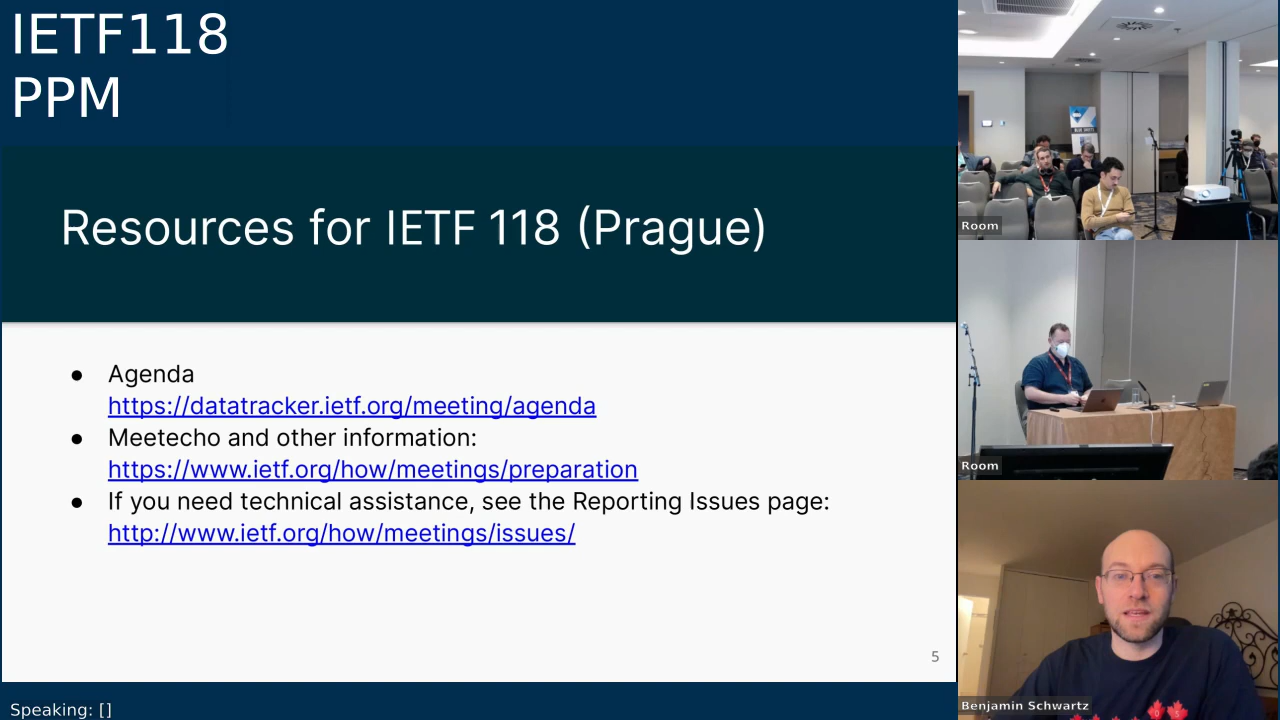 IETF118
PPM
Resources for IETF 118 (Prague)
● Agenda
https://datatracker.ietf.org/meeting/agenda
● Meetecho and other information:
https://www.ietf.org/how/meetings/preparation
● If you need technical assistance, see the Reporting Issues page:
http://www.ietf.org/how/meetings/issues/
5
Speaking: []
Room
Room
Benjamin Schwartz